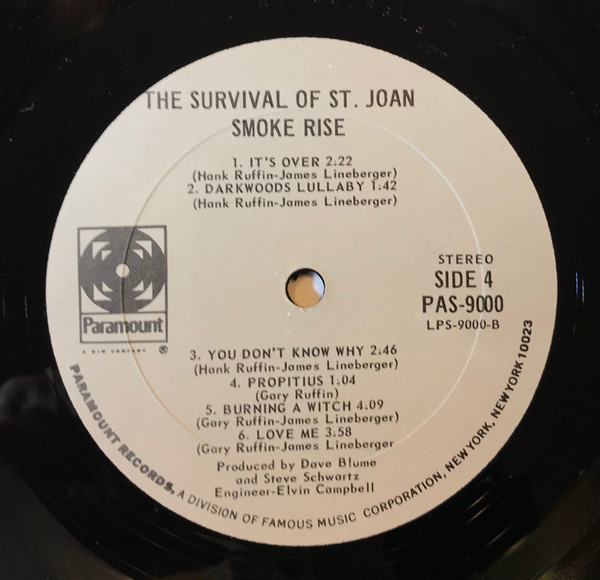 THE SURVIVAL OF ST. JOAN
SMOKE RISE
1. IT'S OVER 2:22
(Hank Ruffin-James Lineberger)
2. DARKWOODS LULLABY 1:42
(Hank Ruffin-James Lineberger)
STEREO
SIDE 4
PAS-9000
LPS-9000-B
Paramount
A G+W COMPANY ®
3. YOU DON'T KNOW WHY 2:46
(Hank Ruffin-James Lineberger)
4. PROPITIUS 1:04
(Gary Ruffin)
5. BURNING A WITCH 4.09
(Gary Ruffin-James Lineberger)
6. LOVE ME 3:58
(Gary Ruffin-James Lineberger
Produced by Dave Blume
and Steve Schwartz
Engineer-Elvin Campbell
PARAMOUNT RECORDS, A DIVISION OF FAMOUS MUSIC CORPORATION, NEW YORK, NEW YORK 10023